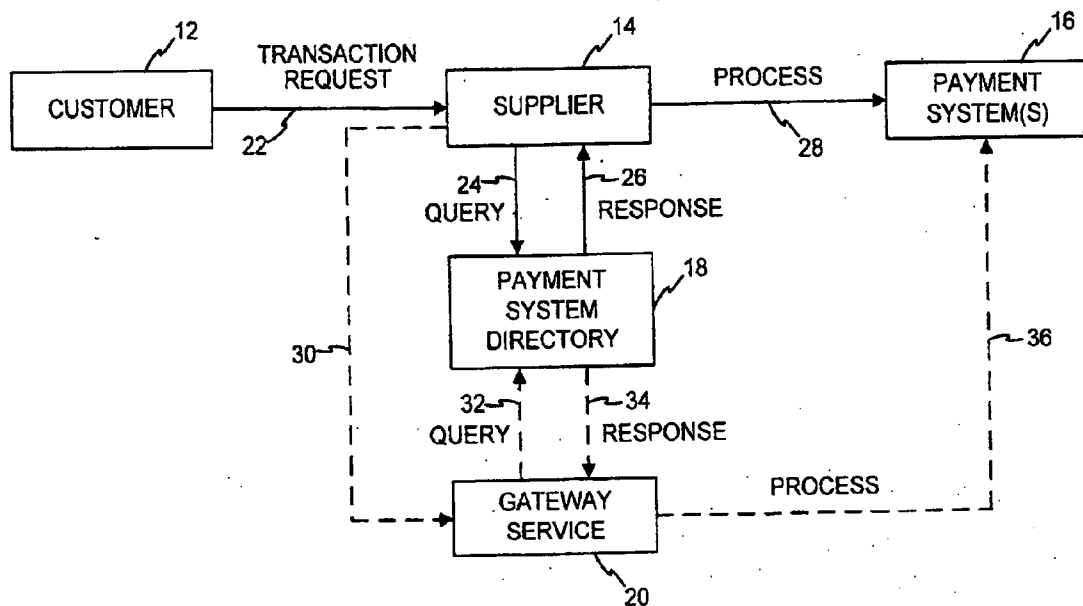 12
14
16
TRANSACTION
REQUEST
PROCESS
CUSTOMER
SUPPLIER
PAYMENT
SYSTEM(S)
22
28
24
26
QUERY
RESPONSE
18
PAYMENT
SYSTEM
DIRECTORY
30
36
32
34
QUERY
RESPONSE
GATEWAY
SERVICE
PROCESS
20